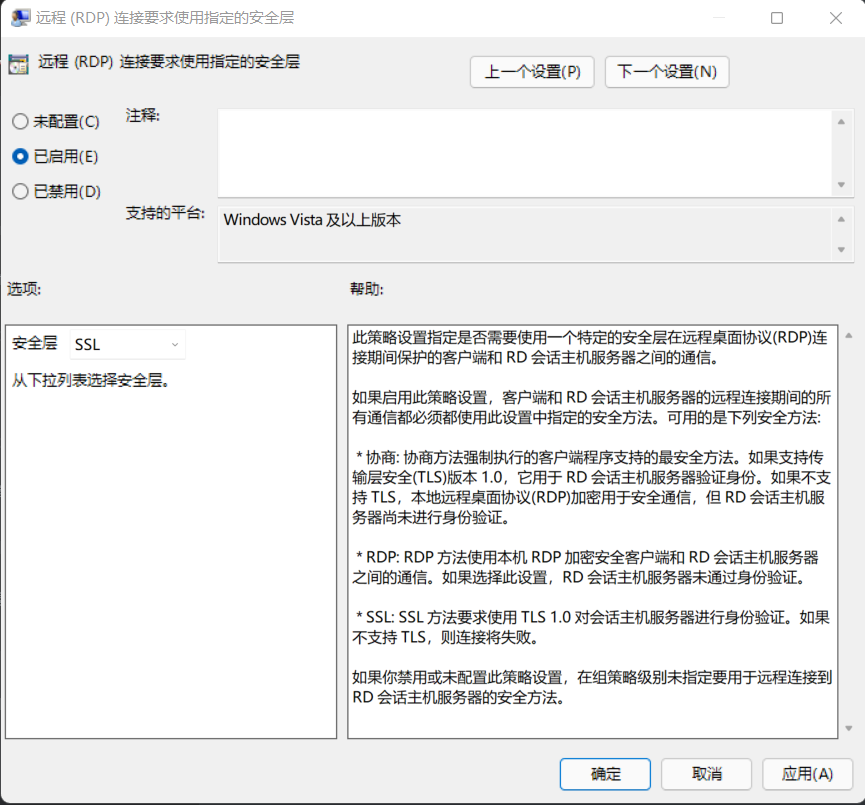 远程 (RDP) 连接要求使用指定的安全层
远程 (RDP) 连接要求使用指定的安全层
上一个设置(P)
下一个设置(N)
未配置(C)
注释:
已启用(E)
已禁用(D)
支持的平台:
Windows Vista 及以上版本
选项:
帮助:
安全层
SSL
从下拉列表选择安全层。
此策略设置指定是否需要使用一个特定的安全层在远程桌面协议(RDP)连
接期间保护的客户端和 RD 会话主机服务器之间的通信。
如果启用此策略设置，客户端和 RD 会话主机服务器的远程连接期间的所
有通信都必须都使用此设置中指定的安全方法。可用的是下列安全方法:
* 协商: 协商方法强制执行的客户端程序支持的最安全方法。如果支持传
输层安全(TLS)版本 1.0，它用于 RD 会话主机服务器验证身份。如果不支
持 TLS，本地远程桌面协议(RDP)加密用于安全通信，但 RD 会话主机服
务器尚未进行身份验证。
* RDP: RDP 方法使用本机 RDP 加密安全客户端和 RD 会话主机服务器
之间的通信。如果选择此设置，RD 会话主机服务器未通过身份验证。
* SSL: SSL 方法要求使用 TLS 1.0 对会话主机服务器进行身份验证。如果
不支持 TLS，则连接将失败。
如果你禁用或未配置此策略设置，在组策略级别未指定要用于远程连接到
RD 会话主机服务器的安全方法。
确定
取消
应用(A)